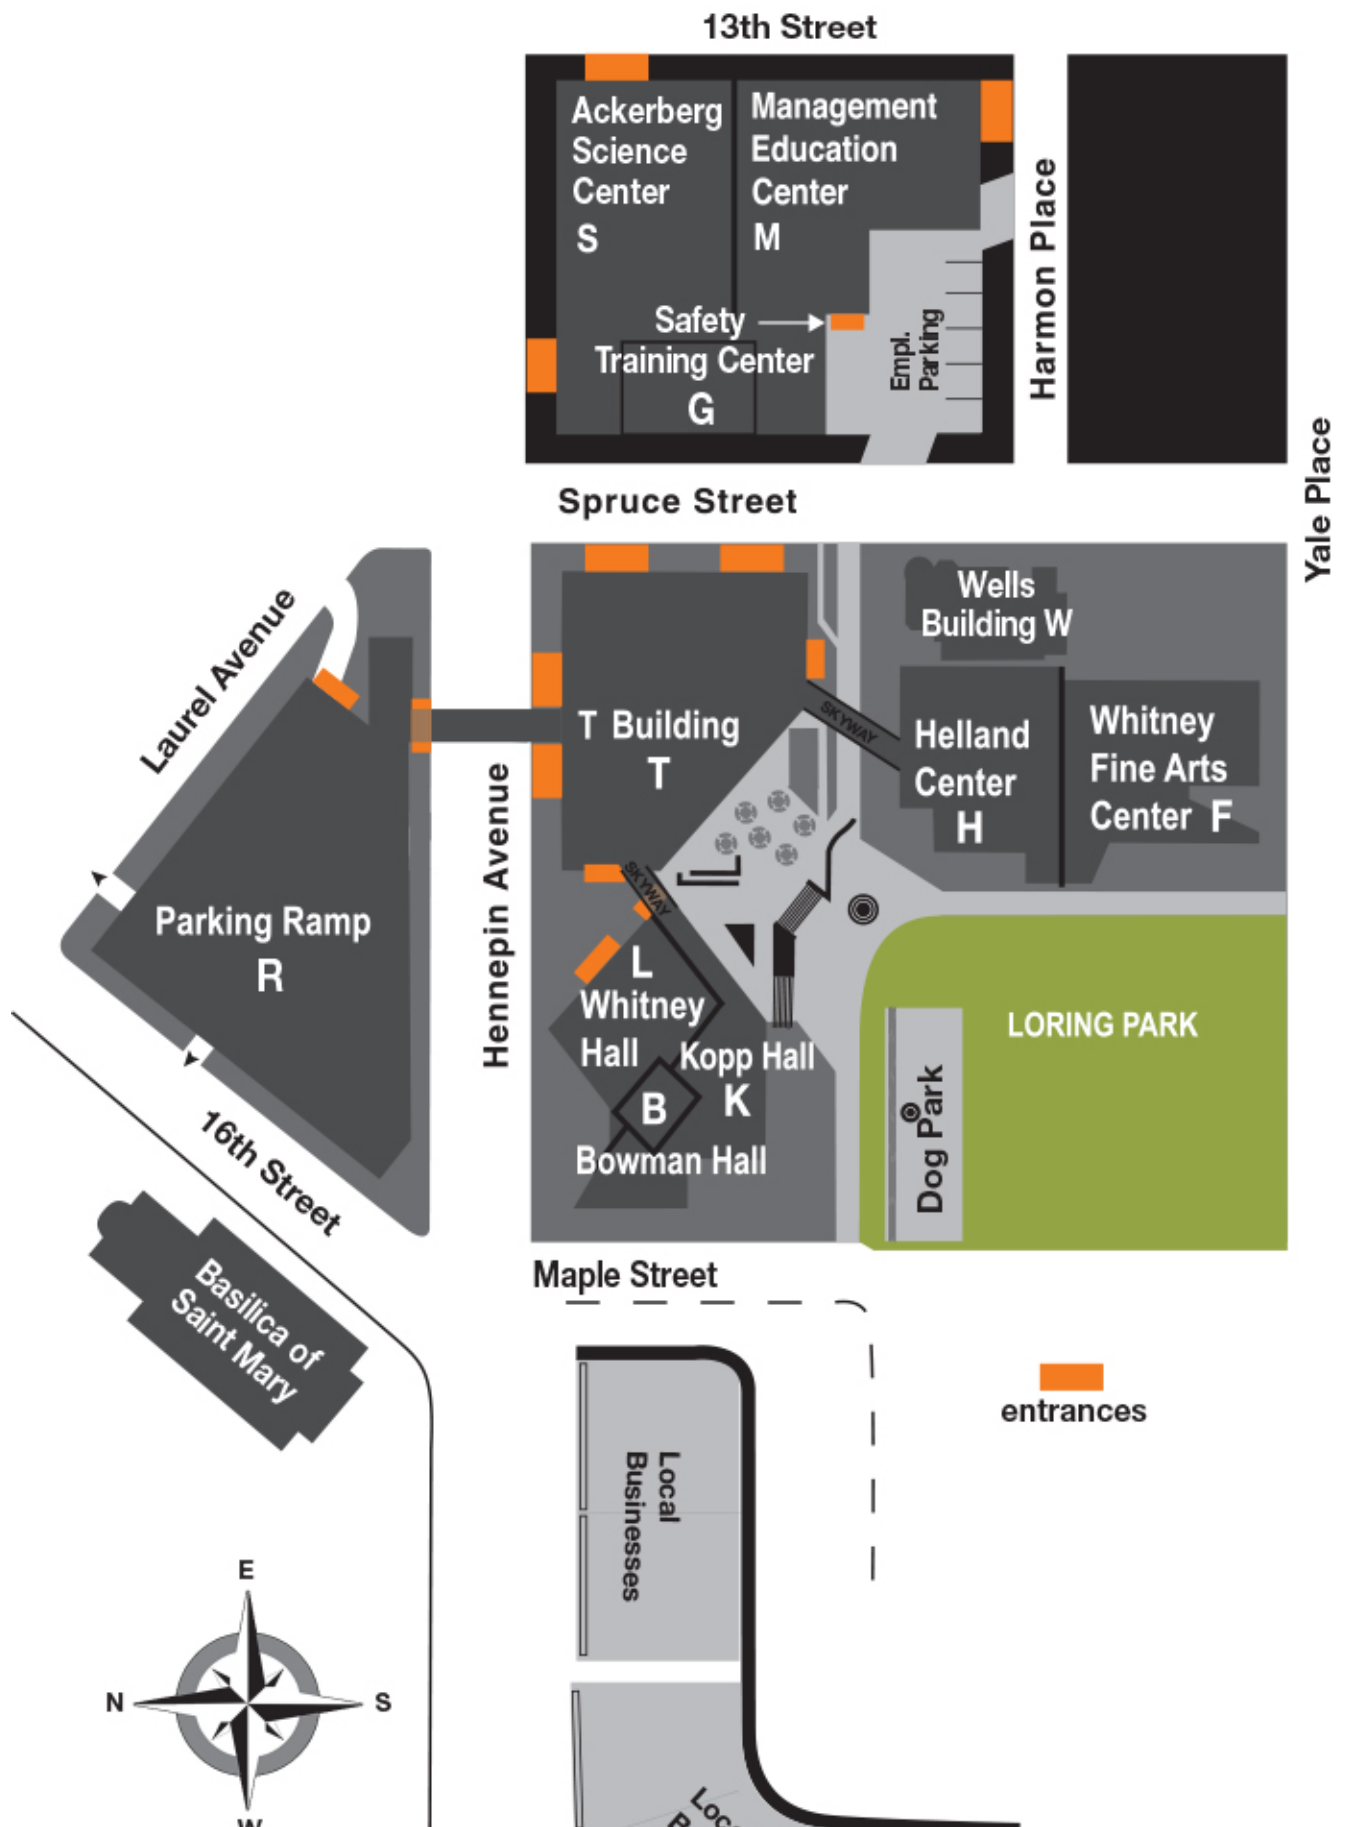 13th Street
Ackerberg
Science
Center
S
Management
Education
Center
M
Safety
Training Center
G
Empl.
Parking
Harmon Place
Yale Place
Spruce Street
Laurel Avenue
Wells
Building W
T Building
T
SKYWAY
Helland
Center
H
Whitney
Fine Arts
Center F
Hennepin Avenue
SKYWAY
Parking Ramp
R
L
Whitney
Hall
Kopp Hall
K
B
Bowman Hall
LORING PARK
Dog Park
16th Street
Basilica of
Saint Mary
Maple Street
entrances
Local
Businesses
E
N
S
W